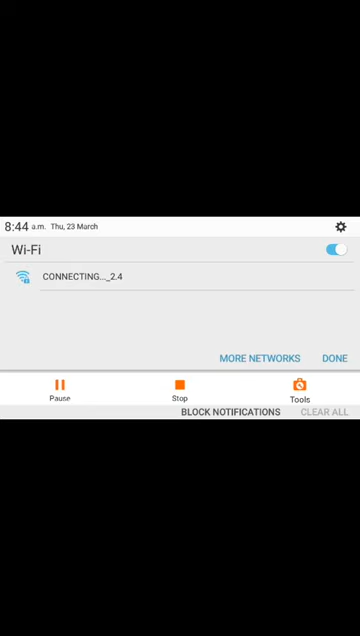 8:44 a.m. Thu, 23 March
Wi-Fi
CONNECTING..._2.4
MORE NETWORKS DONE
Pause Stop Tools
BLOCK NOTIFICATIONS CLEAR ALL